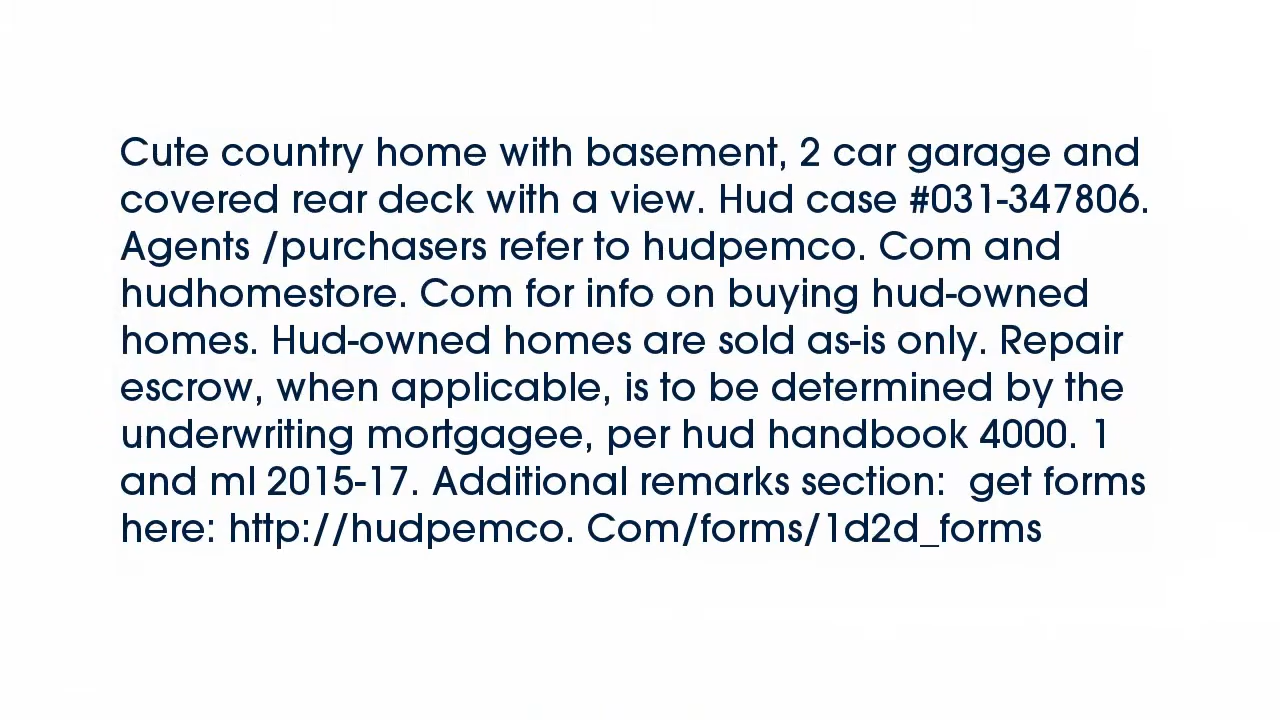 Cute country home with basement, 2 car garage and
covered rear deck with a view. Hud case #031-347806.
Agents /purchasers refer to hudpemco. Com and
hudhomestore. Com for info on buying hud-owned
homes. Hud-owned homes are sold as-is only. Repair
escrow, when applicable, is to be determined by the
underwriting mortgagee, per hud handbook 4000. 1
and ml 2015-17. Additional remarks section:  get forms
here: http://hudpemco. Com/forms/1d2d_forms